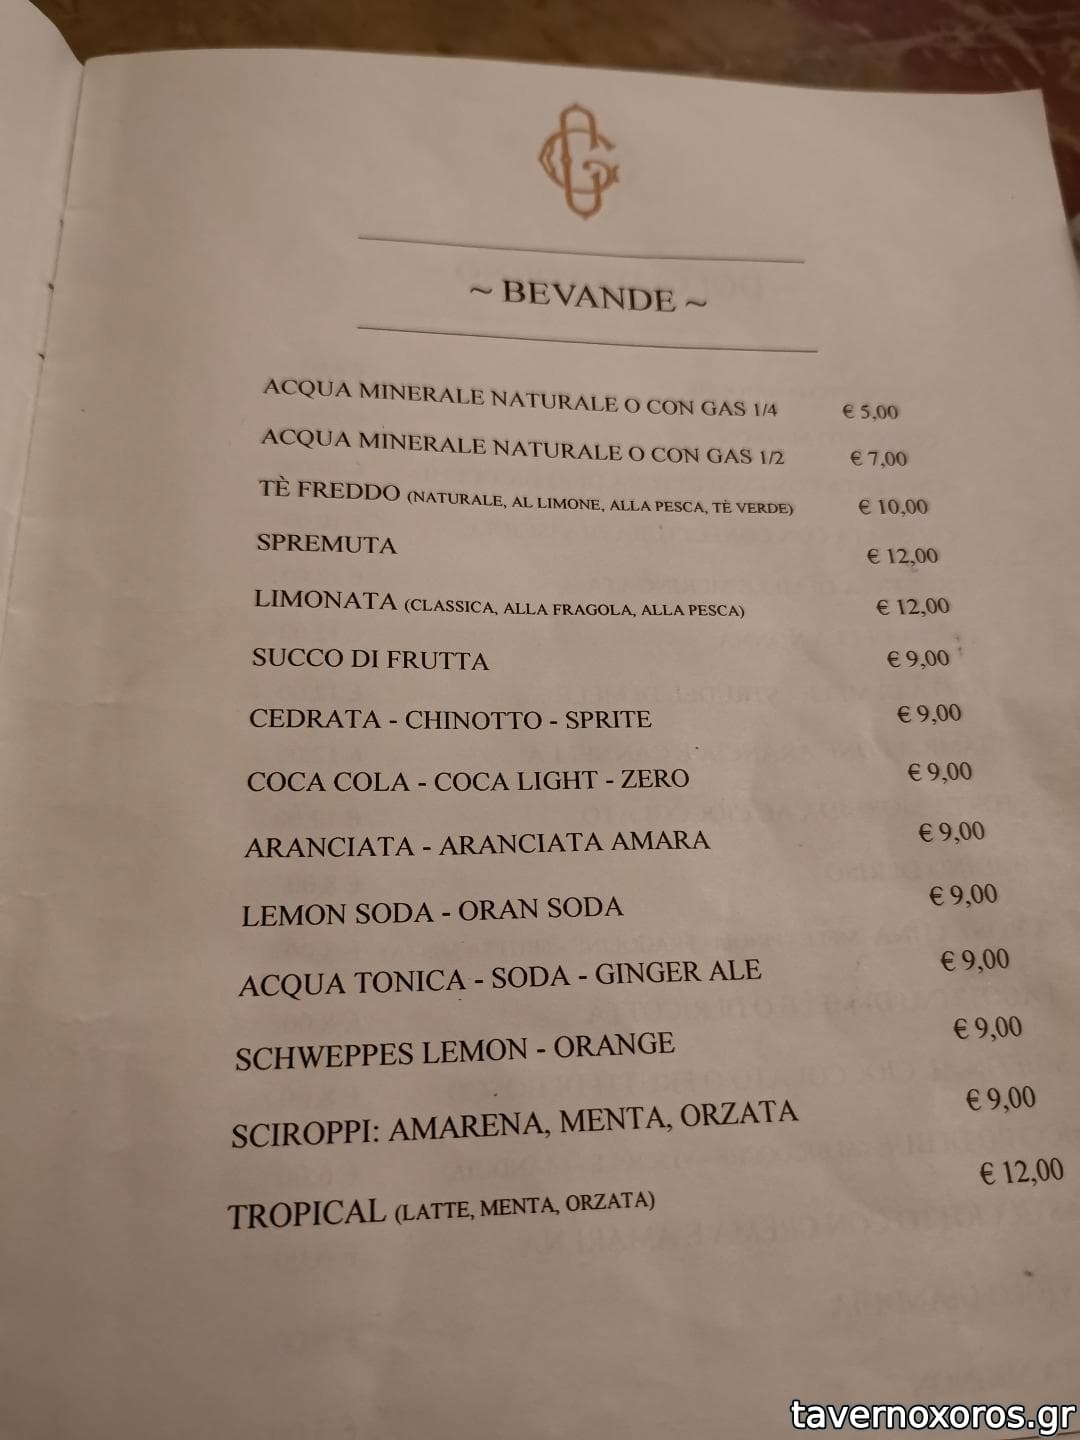 ~ BEVANDE ~
ACQUA MINERALE NATURALE O CON GAS 1/4 € 5,00
ACQUA MINERALE NATURALE O CON GAS 1/2 € 7,00
TÈ FREDDO (NATURALE, AL LIMONE, ALLA PESCA, TÈ VERDE) € 10,00
SPREMUTA € 12,00
LIMONATA (CLASSICA, ALLA FRAGOLA, ALLA PESCA) € 12,00
SUCCO DI FRUTTA € 9,00
CEDRATA - CHINOTTO - SPRITE € 9,00
COCA COLA - COCA LIGHT - ZERO € 9,00
ARANCIATA - ARANCIATA AMARA € 9,00
LEMON SODA - ORAN SODA € 9,00
ACQUA TONICA - SODA - GINGER ALE € 9,00
SCHWEPPES LEMON - ORANGE € 9,00
SCIROPPI: AMARENA, MENTA, ORZATA € 9,00
TROPICAL (LATTE, MENTA, ORZATA) € 12,00
tavernoxoros.gr